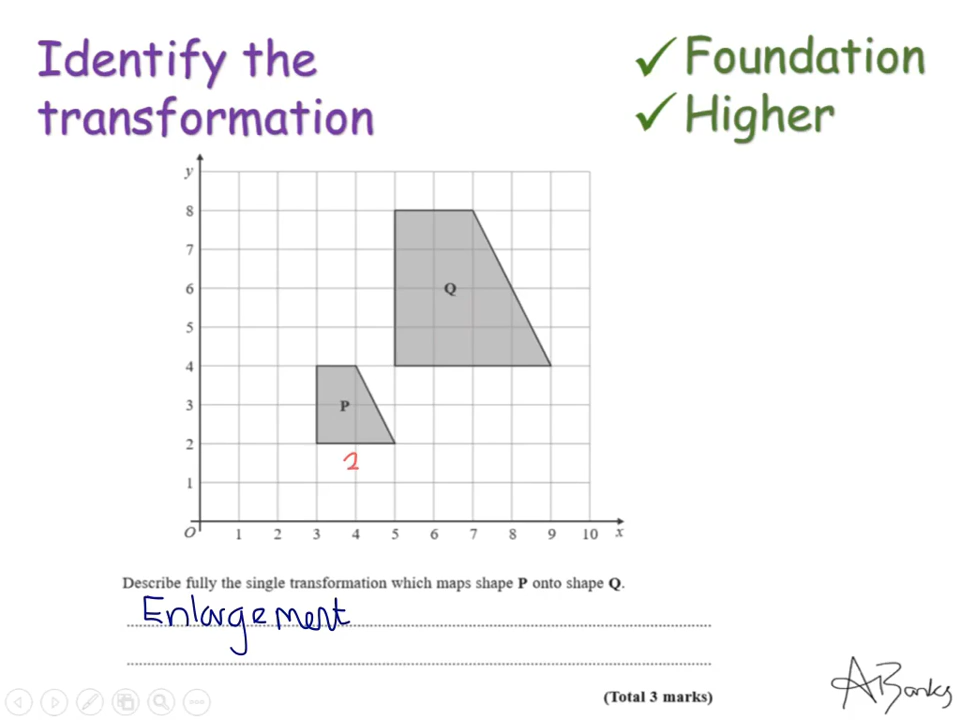 Identify the
transformation
✓ Foundation
✓ Higher
y
8
7
6
5
4
3
2
1
O
1 2 3 4 5 6 7 8 9 10 x
Q
P
2
Describe fully the single transformation which maps shape P onto shape Q.
Enlargement
(Total 3 marks)
ABanks